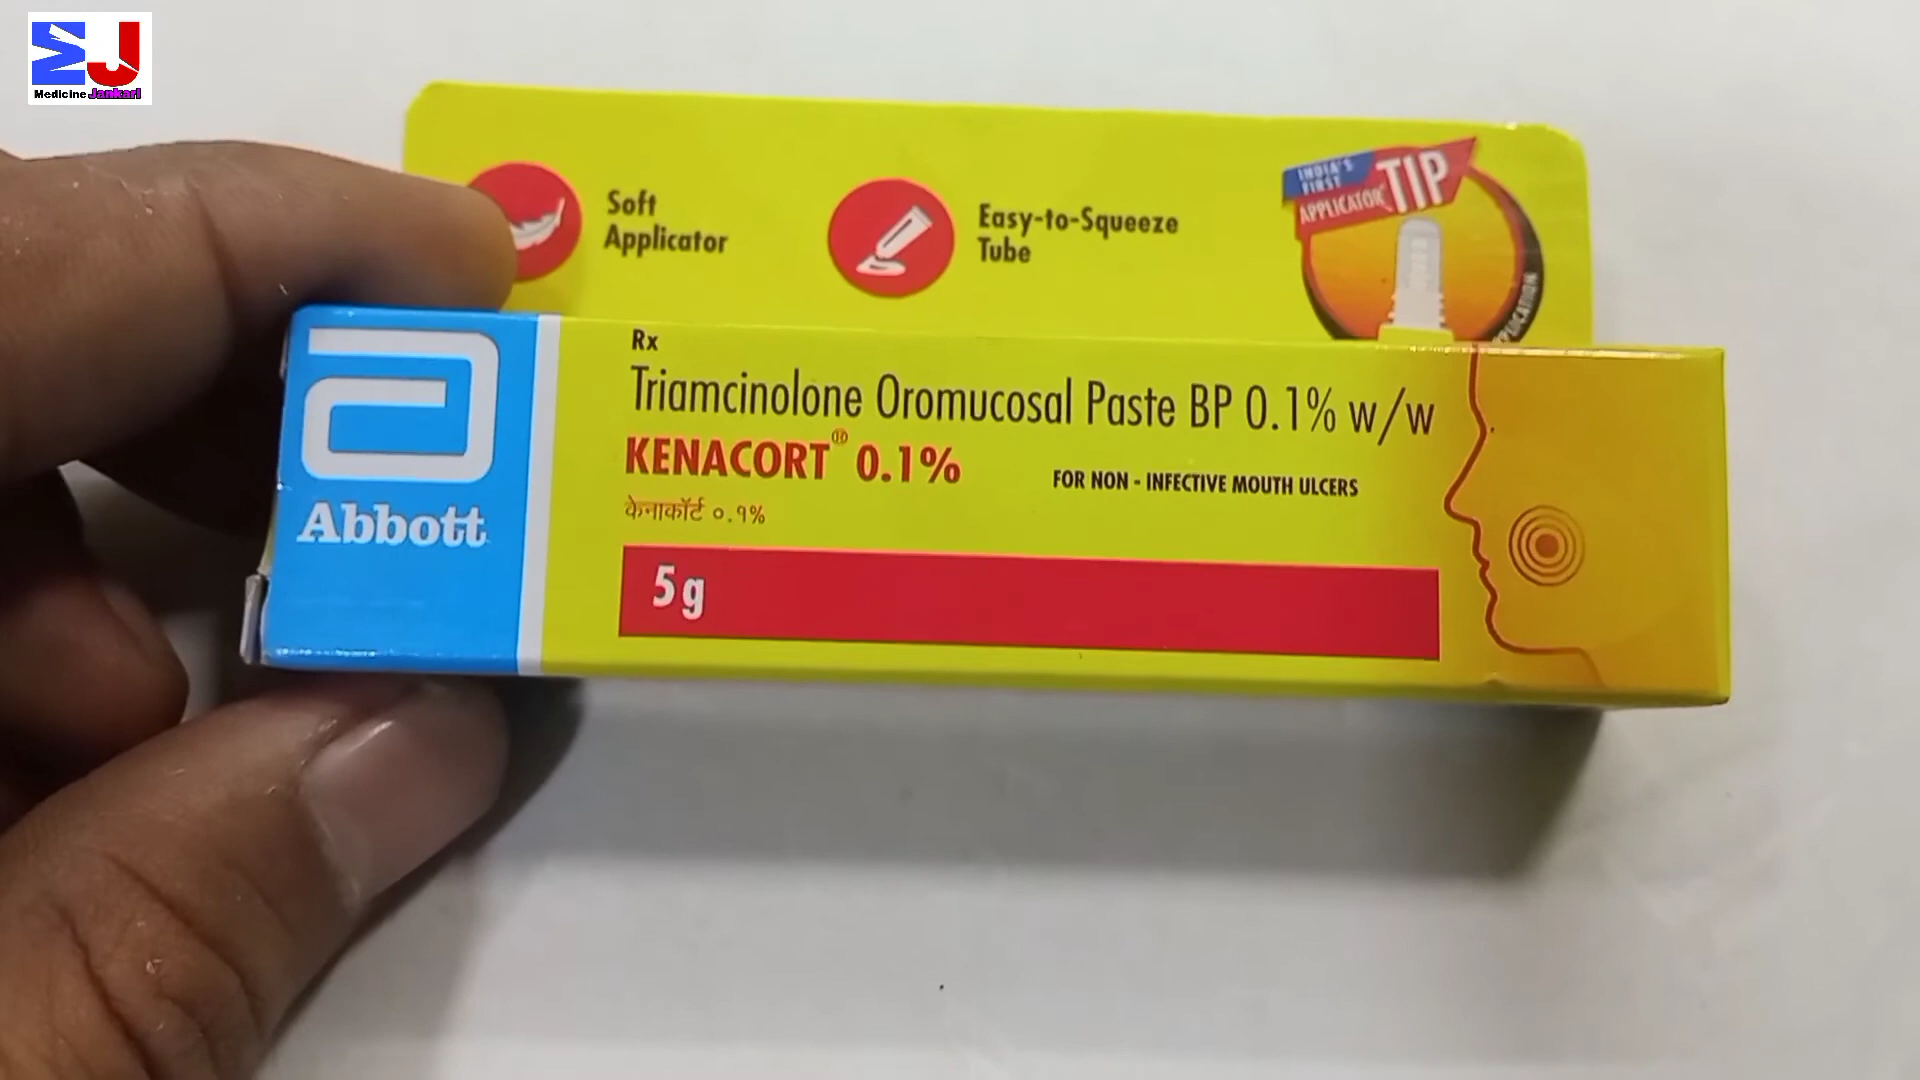 Medicine Jankari
Soft
Applicator
Easy-to-Squeeze
Tube
INDIA'S
FIRST
APPLICATOR TIP
Rx
Triamcinolone Oromucosal Paste BP 0.1% w/w
KENACORT® 0.1%
FOR NON - INFECTIVE MOUTH ULCERS
केनाकॉर्ट ०.१%
5 g
Abbott